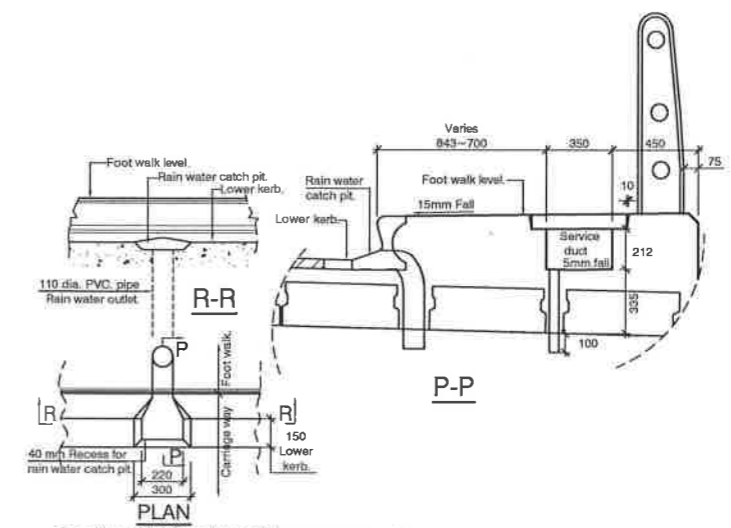 Foot walk level.
Rain water catch pit.
Lower kerb.
110 dia. PVC. pipe
Rain water outlet.
R-R
Varies
843~700
350
450
75
10
Rain water
catch pit.
Foot walk level.
15mm Fall
Lower kerb.
Service
duct
5mm fall
212
335
100
P-P
P
Foot walk.
Carriage way
R
R
150
Lower
kerb.
40 mm Recess for
rain water catch pit.
P
220
300
PLAN